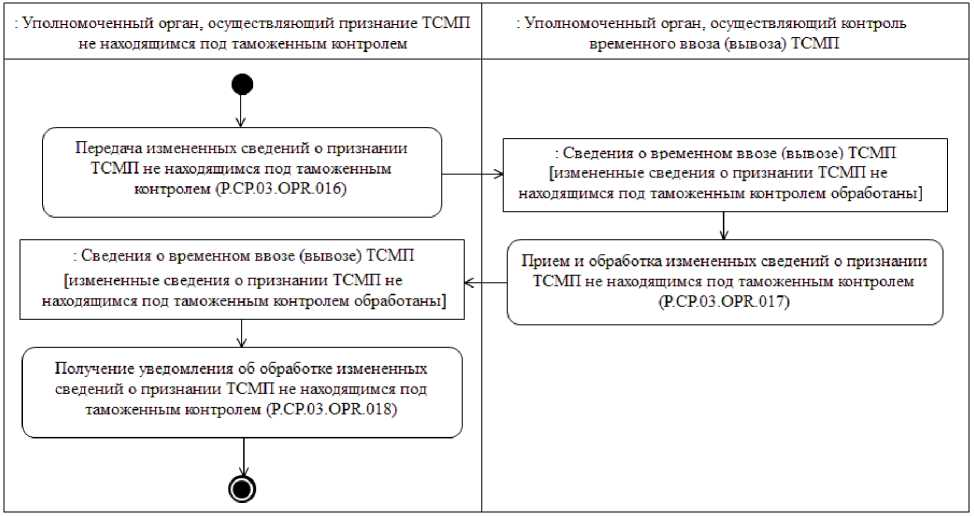 : Уполномоченный орган, осуществляющий признание ТСМП
не находящимся под таможенным контролем
: Уполномоченный орган, осуществляющий контроль
временного ввоза (вывоза) ТСМП
Передача измененных сведений о признании
ТСМП не находящимся под таможенным
контролем (P.CP.03.OPR.016)
: Сведения о временном ввозе (вывозе) ТСМП
[измененные сведения о признании ТСМП не
находящимся под таможенным контролем обработаны]
Прием и обработка измененных сведений о признании
ТСМП не находящимся под таможенным контролем
(P.CP.03.OPR.017)
: Сведения о временном ввозе (вывозе) ТСМП
[измененные сведения о признании ТСМП не
находящимся под таможенным контролем обработаны]
Получение уведомления об обработке измененных
сведений о признании ТСМП не находящимся под
таможенным контролем (P.CP.03.OPR.018)